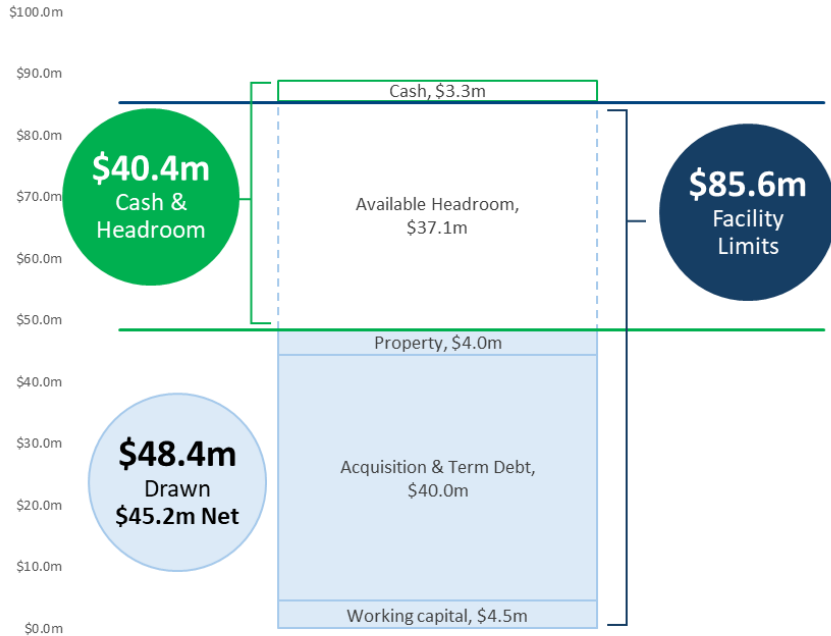 $100.0m
$90.0m
$80.0m
$70.0m
$60.0m
$50.0m
$40.0m
$30.0m
$20.0m
$10.0m
$0.0m
Cash, $3.3m
$40.4m
Cash &
Headroom
Available Headroom,
$37.1m
$85.6m
Facility
Limits
Property, $4.0m
$48.4m
Drawn
$45.2m Net
Acquisition & Term Debt,
$40.0m
Working capital, $4.5m